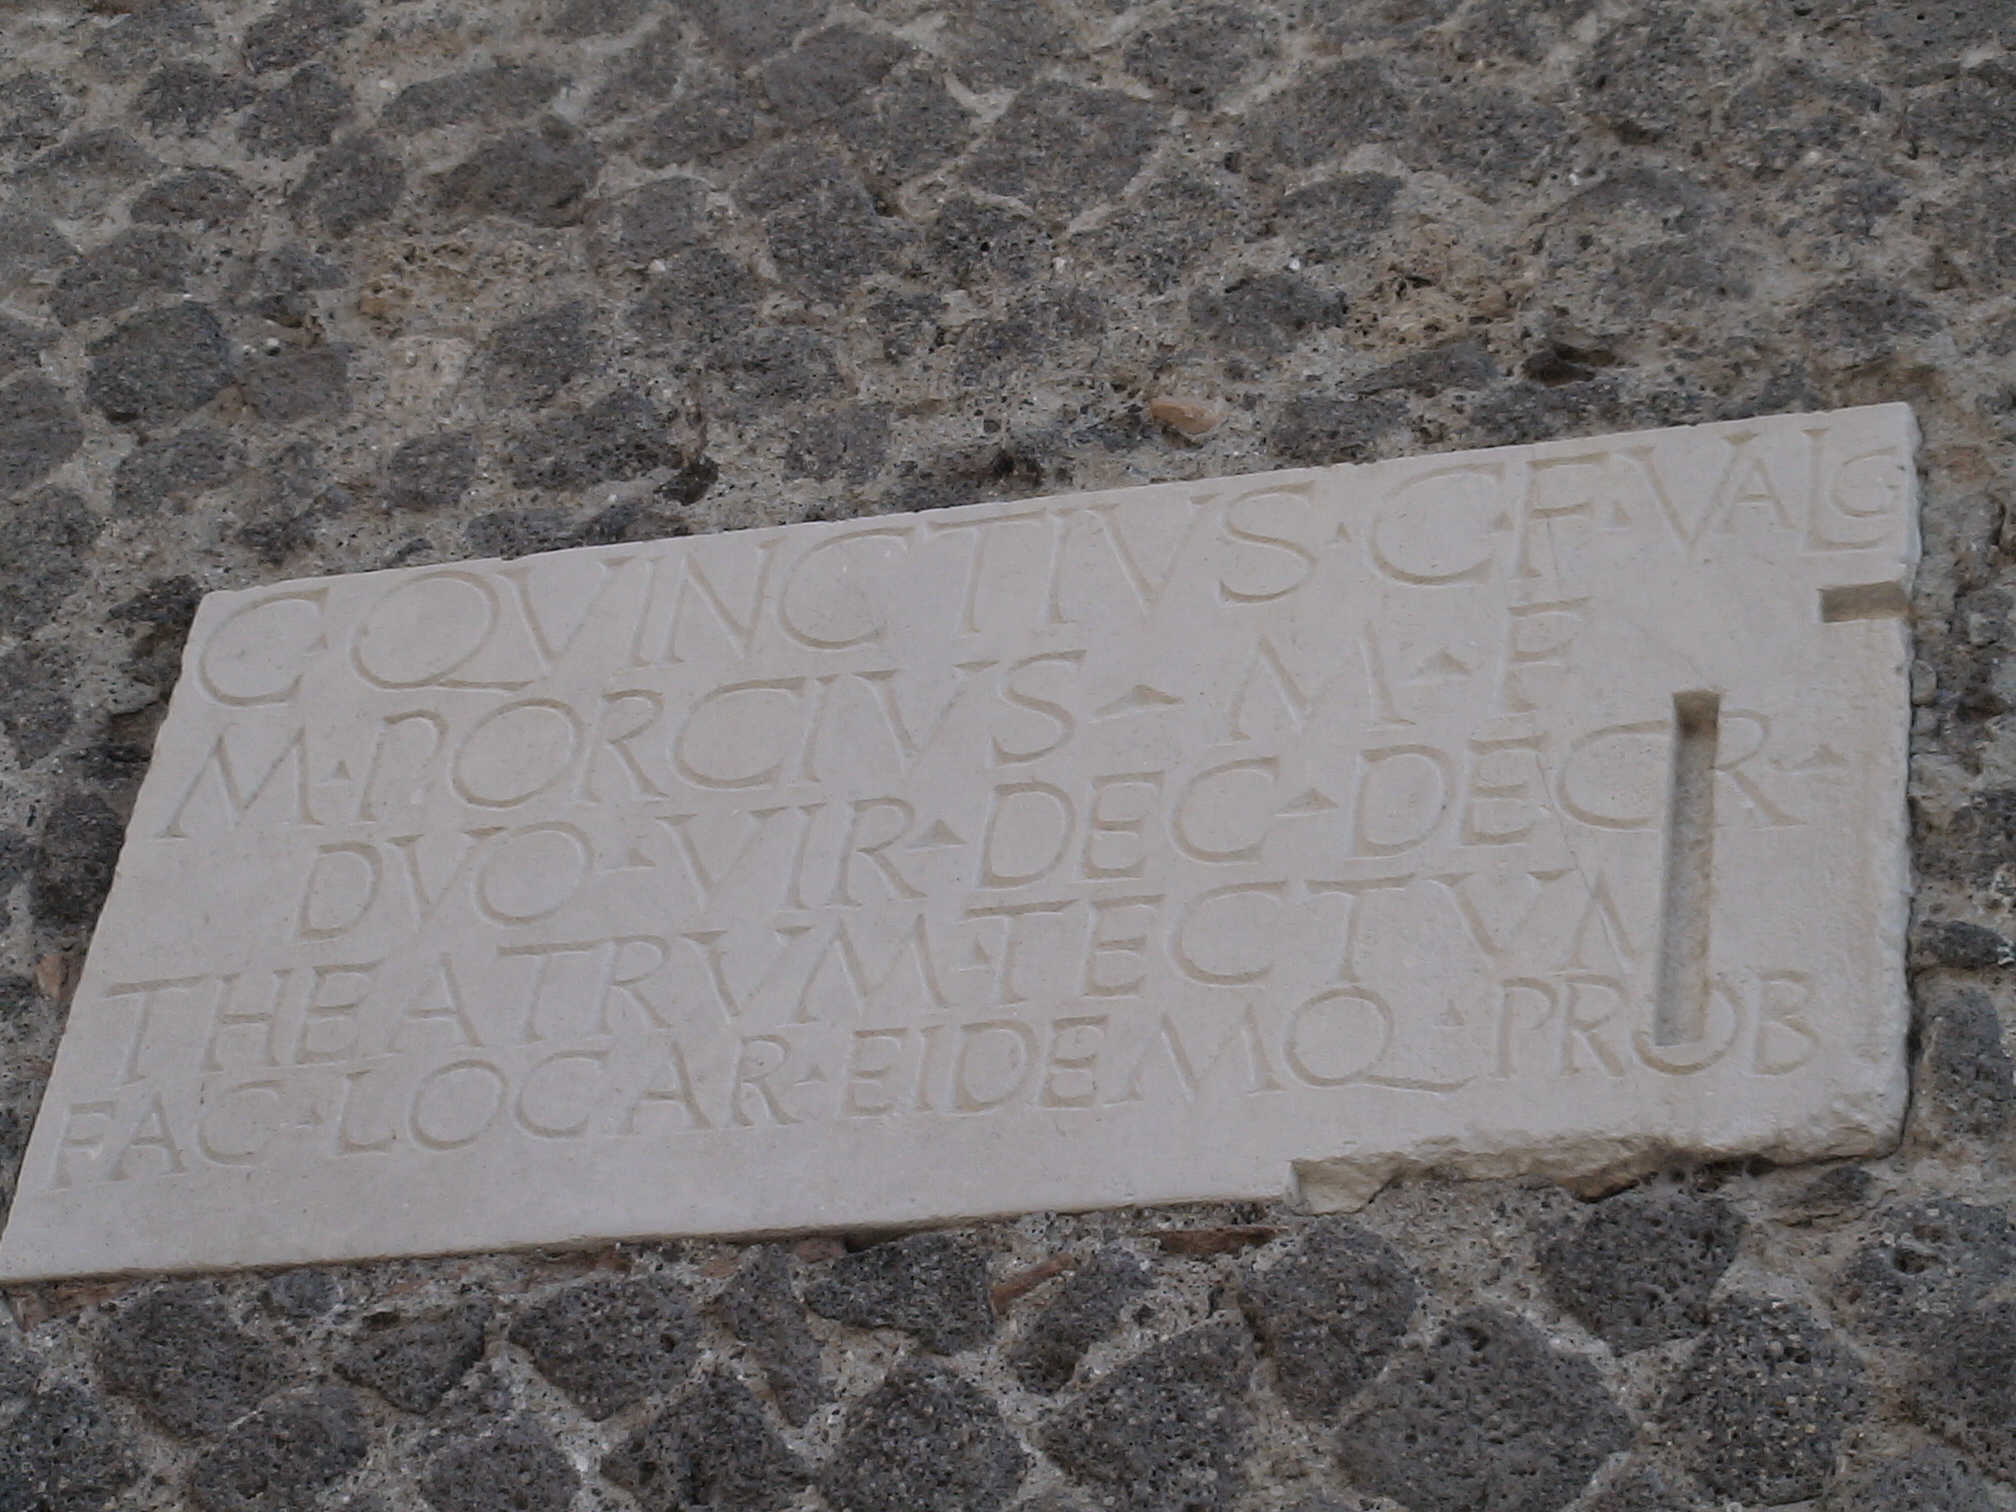 C·QVINCTIVS·C·F·VALG
M·PORCIVS·M·F
DVO·VIR·DEC·DECR·
THEATRVM·TECTVM
FAC·LOCAR·EIDEMQ·PROB